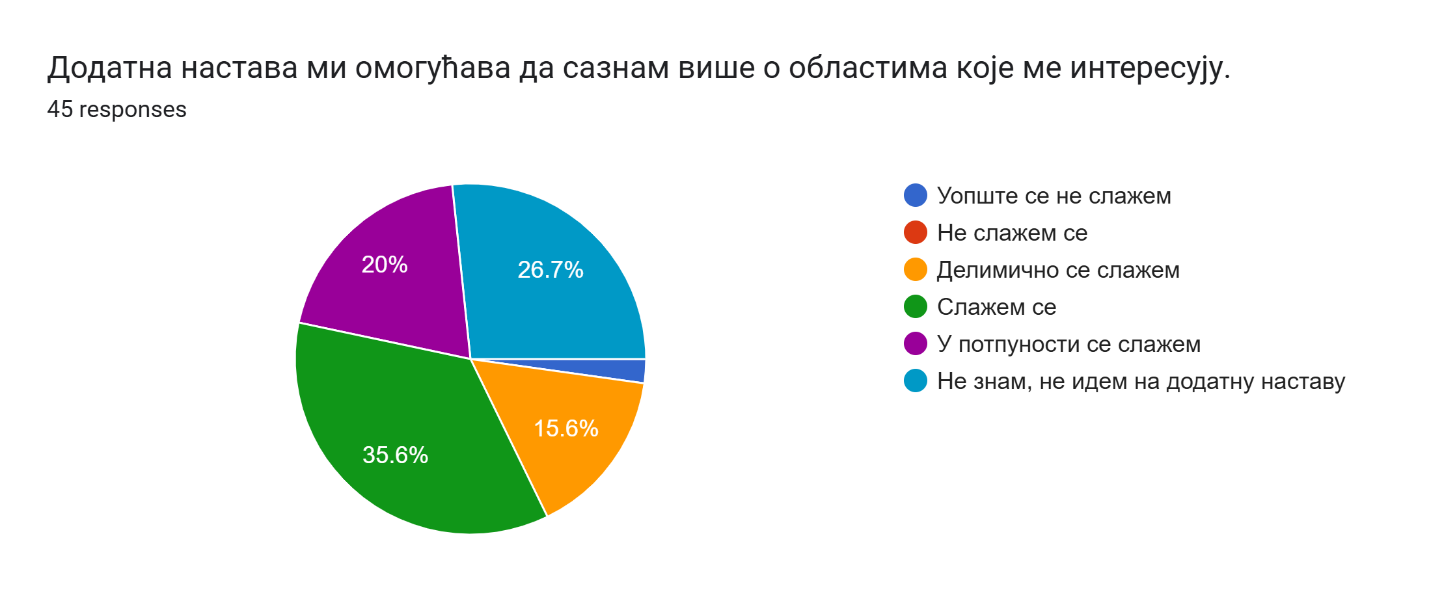 Додатна настава ми омогућава да сазнам више о областима које ме интересују.
45 responses
20%
26.7%
15.6%
35.6%
Уопште се не слажем
Не слажем се
Делимично се слажем
Слажем се
У потпуности се слажем
Не знам, не идем на додатну наставу